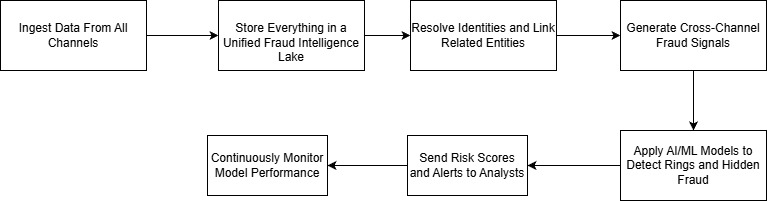 Ingest Data From All
Channels
Store Everything in a
Unified Fraud Intelligence
Lake
Resolve Identities and Link
Related Entities
Generate Cross-Channel
Fraud Signals
Apply AI/ML Models to
Detect Rings and Hidden
Fraud
Send Risk Scores
and Alerts to Analysts
Continuously Monitor
Model Performance